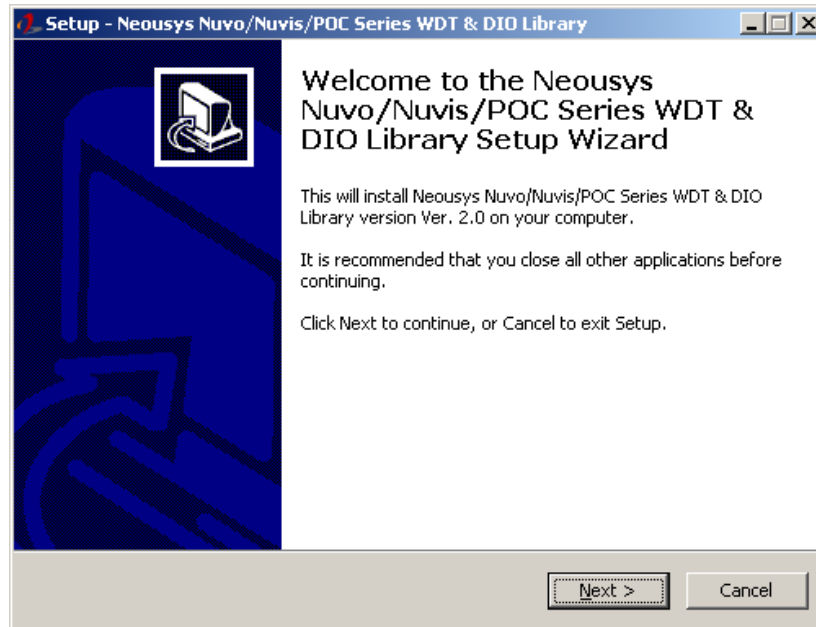 Setup - Neousys Nuvo/Nuvis/POC Series WDT & DIO Library
Welcome to the Neousys
Nuvo/Nuvis/POC Series WDT &
DIO Library Setup Wizard
This will install Neousys Nuvo/Nuvis/POC Series WDT & DIO
Library version Ver. 2.0 on your computer.
It is recommended that you close all other applications before
continuing.
Click Next to continue, or Cancel to exit Setup.
Next >
Cancel